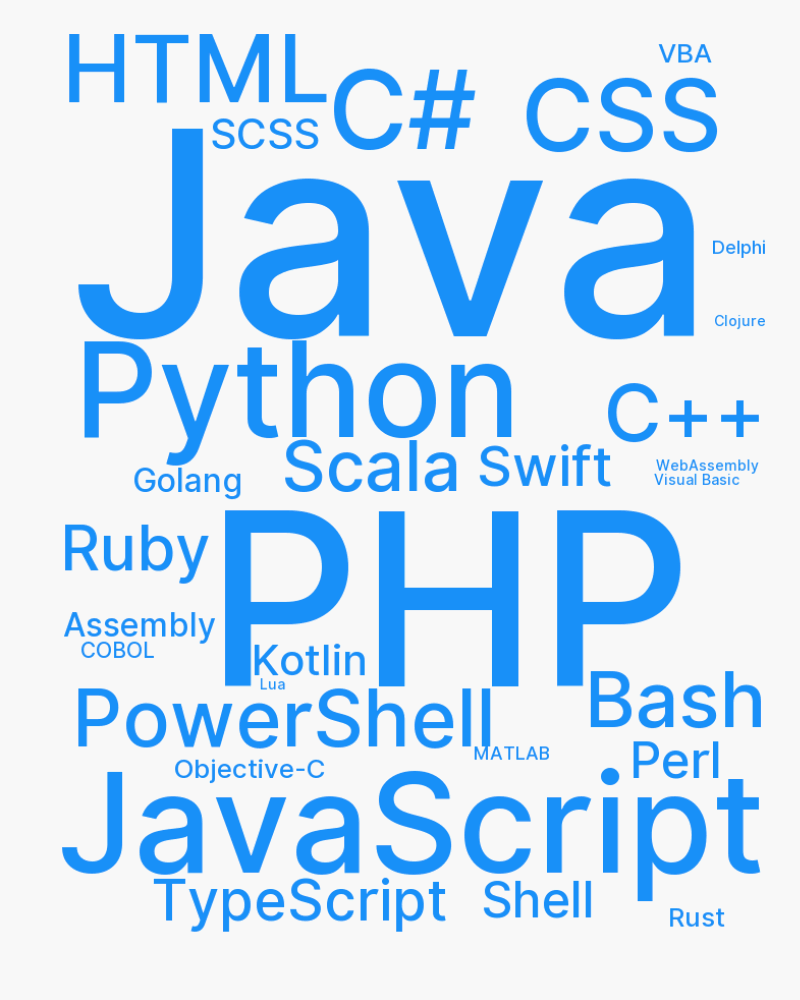 HTML
VBA
C#
CSS
SCSS
Java
Delphi
Clojure
Python
C++
Scala
Swift
Golang
WebAssembly
Visual Basic
PHP
Ruby
Assembly
COBOL
Kotlin
Lua
Bash
PowerShell
MATLAB
Perl
Objective-C
JavaScript
TypeScript
Shell
Rust